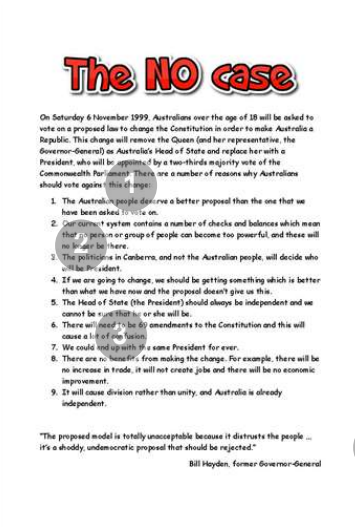 The NO case
On Saturday 6 November 1999, Australians over the age of 18 will be asked to
vote on a proposed law to change the Constitution in order to make Australia a
Republic. This change will remove the Queen (and her representative, the
Governor-General) as Australia's Head of State and replace her with a
President, who will be appointed by a two-thirds majority vote of the
Commonwealth Parliament. There are a number of reasons why Australians
should vote against this change:
1. The Australian people deserve a better proposal than the one that we
have been asked to vote on.
2. Our current system contains a number of checks and balances which mean
that no person or group of people can become too powerful, and these will
no longer be there.
3. The politicians in Canberra, and not the Australian people, will decide who
will be President.
4. If we are going to change, we should be getting something which is better
than what we have now and the proposal doesn't give us this.
5. The Head of State (the President) should always be independent and we
cannot be sure that he or she will be.
6. There will need to be 69 amendments to the Constitution and this will
cause a lot of confusion.
7. We could end up with the same President for ever.
8. There are no benefits from making the change. For example, there will be
no increase in trade, it will not create jobs and there will be no economic
improvement.
9. It will cause division rather than unity, and Australia is already
independent.
"The proposed model is totally unacceptable because it distrusts the people ...
it's a shoddy, undemocratic proposal that should be rejected."
Bill Hayden, former Governor-General